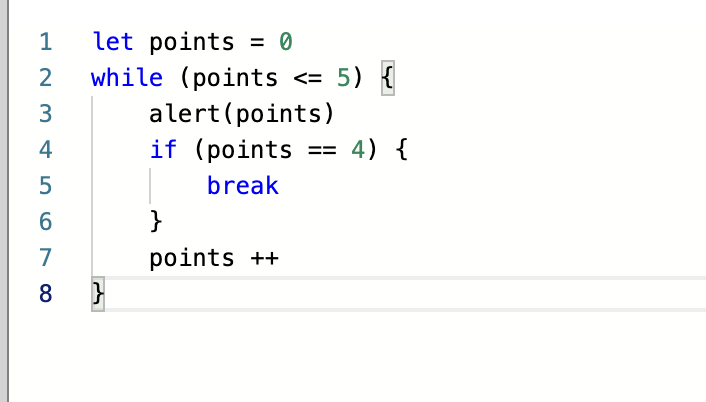 1 let points = 0
2 while (points <= 5) {
3     alert(points)
4     if (points == 4) {
5         break
6     }
7     points ++
8 }